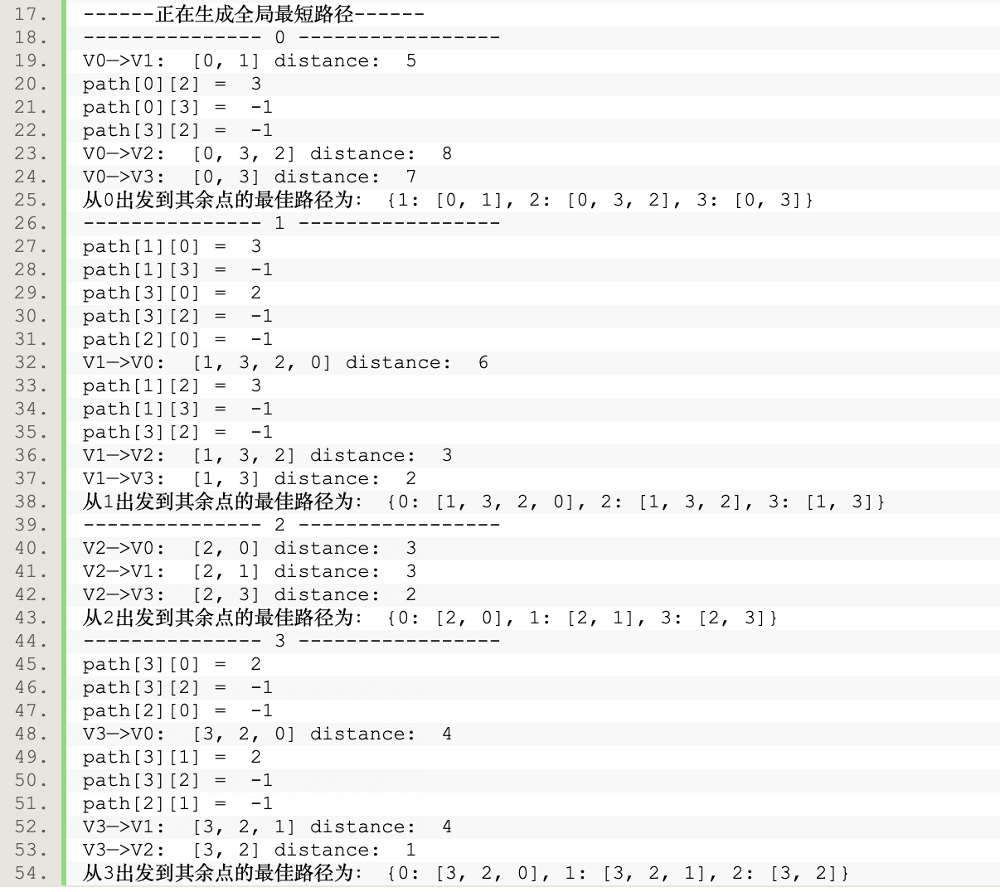 17. ------正在生成全局最短路径------
18. --------------- 0 -----------------
19. V0—>V1:  [0, 1] distance:  5
20. path[0][2] =  3
21. path[0][3] =  -1
22. path[3][2] =  -1
23. V0—>V2:  [0, 3, 2] distance:  8
24. V0—>V3:  [0, 3] distance:  7
25. 从0出发到其余点的最佳路径为： {1: [0, 1], 2: [0, 3, 2], 3: [0, 3]}
26. --------------- 1 -----------------
27. path[1][0] =  3
28. path[1][3] =  -1
29. path[3][0] =  2
30. path[3][2] =  -1
31. path[2][0] =  -1
32. V1—>V0:  [1, 3, 2, 0] distance:  6
33. path[1][2] =  3
34. path[1][3] =  -1
35. path[3][2] =  -1
36. V1—>V2:  [1, 3, 2] distance:  3
37. V1—>V3:  [1, 3] distance:  2
38. 从1出发到其余点的最佳路径为： {0: [1, 3, 2, 0], 2: [1, 3, 2], 3: [1, 3]}
39. --------------- 2 -----------------
40. V2—>V0:  [2, 0] distance:  3
41. V2—>V1:  [2, 1] distance:  3
42. V2—>V3:  [2, 3] distance:  2
43. 从2出发到其余点的最佳路径为： {0: [2, 0], 1: [2, 1], 3: [2, 3]}
44. --------------- 3 -----------------
45. path[3][0] =  2
46. path[3][2] =  -1
47. path[2][0] =  -1
48. V3—>V0:  [3, 2, 0] distance:  4
49. path[3][1] =  2
50. path[3][2] =  -1
51. path[2][1] =  -1
52. V3—>V1:  [3, 2, 1] distance:  4
53. V3—>V2:  [3, 2] distance:  1
54. 从3出发到其余点的最佳路径为： {0: [3, 2, 0], 1: [3, 2, 1], 2: [3, 2]}